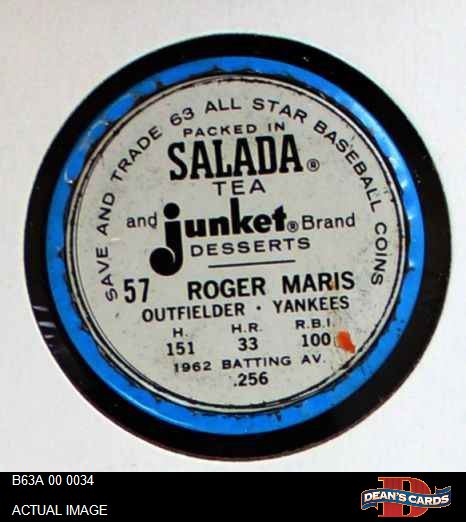 SAVE AND TRADE 63 ALL STAR BASEBALL COINS
PACKED IN
SALADA®
TEA
and junket® Brand
DESSERTS
57 ROGER MARIS
OUTFIELDER · YANKEES
H. H.R. R.B.I.
151 33 100
1962 BATTING AV.
.256
B63A 00 0034
ACTUAL IMAGE
D
DEAN'S CARDS